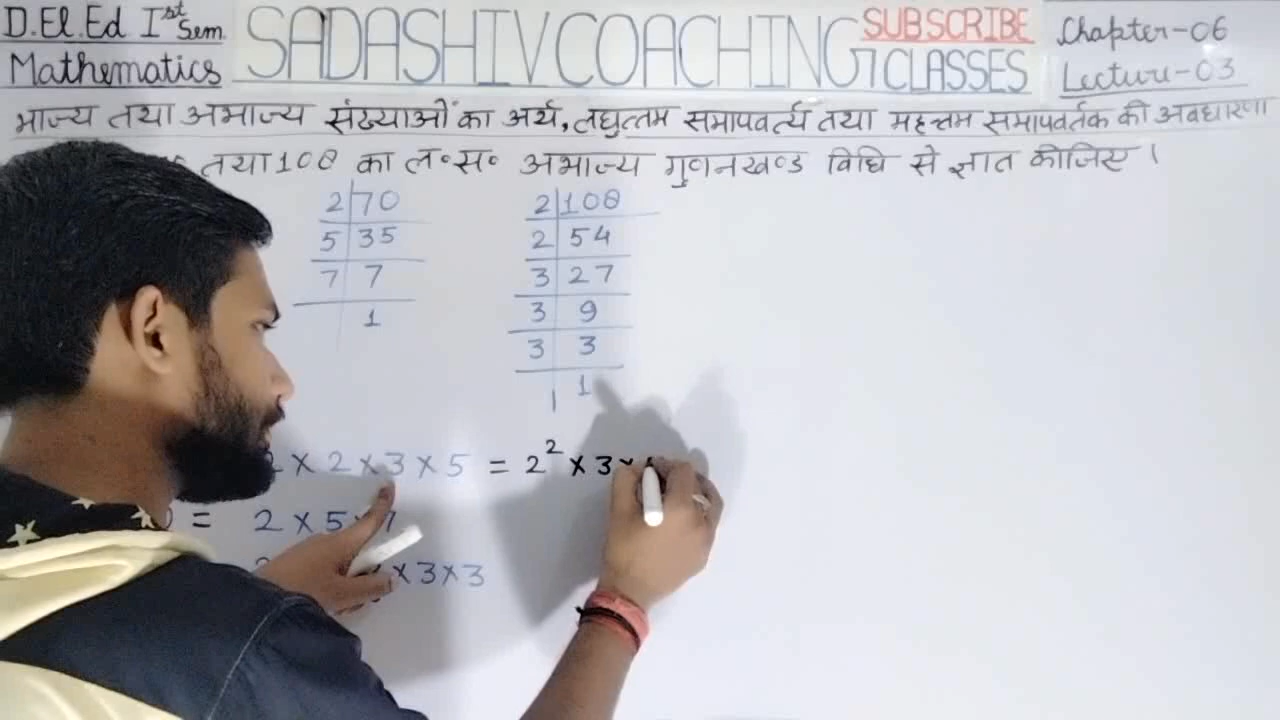 D.El.Ed Ist Sem.
Mathematics
SADASHIV COACHING CLASSES
SUBSCRIBE
Chapter-06
Lecture-03
भाज्य तथा अभाज्य संख्याओं का अर्थ, लघुत्तम समापवर्त्य तथा महत्तम समापवर्तक की अवधारणा
तथा 108 का ल०स० अभाज्य गुणनखण्ड विधि से ज्ञात कीजिए।
2 | 70
5 | 35
7 | 7
1
2 | 108
2 | 54
3 | 27
3 | 9
3 | 3
1
2 × 2 × 3 × 5 = 2² × 3 ×
= 2 × 5 × 7
× 3 × 3